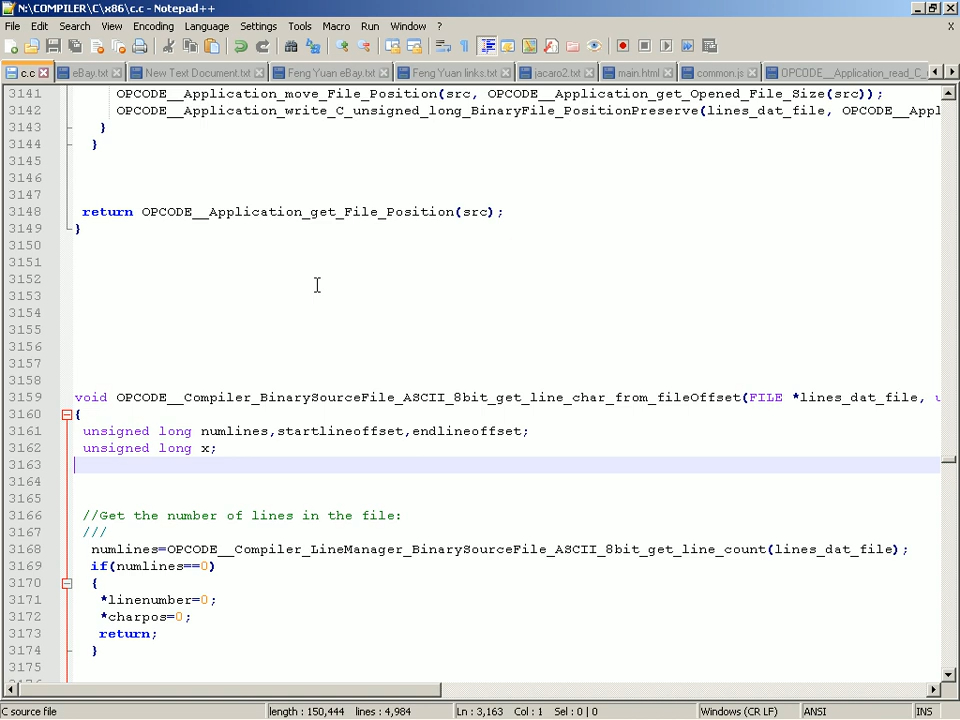 N:\COMPILER\C\x86\c.c - Notepad++
File Edit Search View Encoding Language Settings Tools Macro Run Window ? X
c.c eBay.txt New Text Document.txt Feng Yuan eBay.txt Feng Yuan links.txt jacaro2.txt main.html common.js OPCODE__Application_read_C_
3141 OPCODE__Application_move_File_Position(src, OPCODE__Application_get_Opened_File_Size(src));
3142 OPCODE__Application_write_C_unsigned_long_BinaryFile_PositionPreserve(lines_dat_file, OPCODE__Appl
3143 }
3144 }
3145
3146
3147
3148 return OPCODE__Application_get_File_Position(src);
3149 }
3150
3151
3152
3153
3154
3155
3156
3157
3158
3159 void OPCODE__Compiler_BinarySourceFile_ASCII_8bit_get_line_char_from_fileOffset(FILE *lines_dat_file, u
3160 {
3161 unsigned long numlines,startlineoffset,endlineoffset;
3162 unsigned long x;
3163
3164
3165
3166 //Get the number of lines in the file:
3167 ///
3168 numlines=OPCODE__Compiler_LineManager_BinarySourceFile_ASCII_8bit_get_line_count(lines_dat_file);
3169 if(numlines==0)
3170 {
3171 *linenumber=0;
3172 *charpos=0;
3173 return;
3174 }
3175
C source file length : 150,444 lines : 4,984 Ln : 3,163 Col : 1 Sel : 0 | 0 Windows (CR LF) ANSI INS